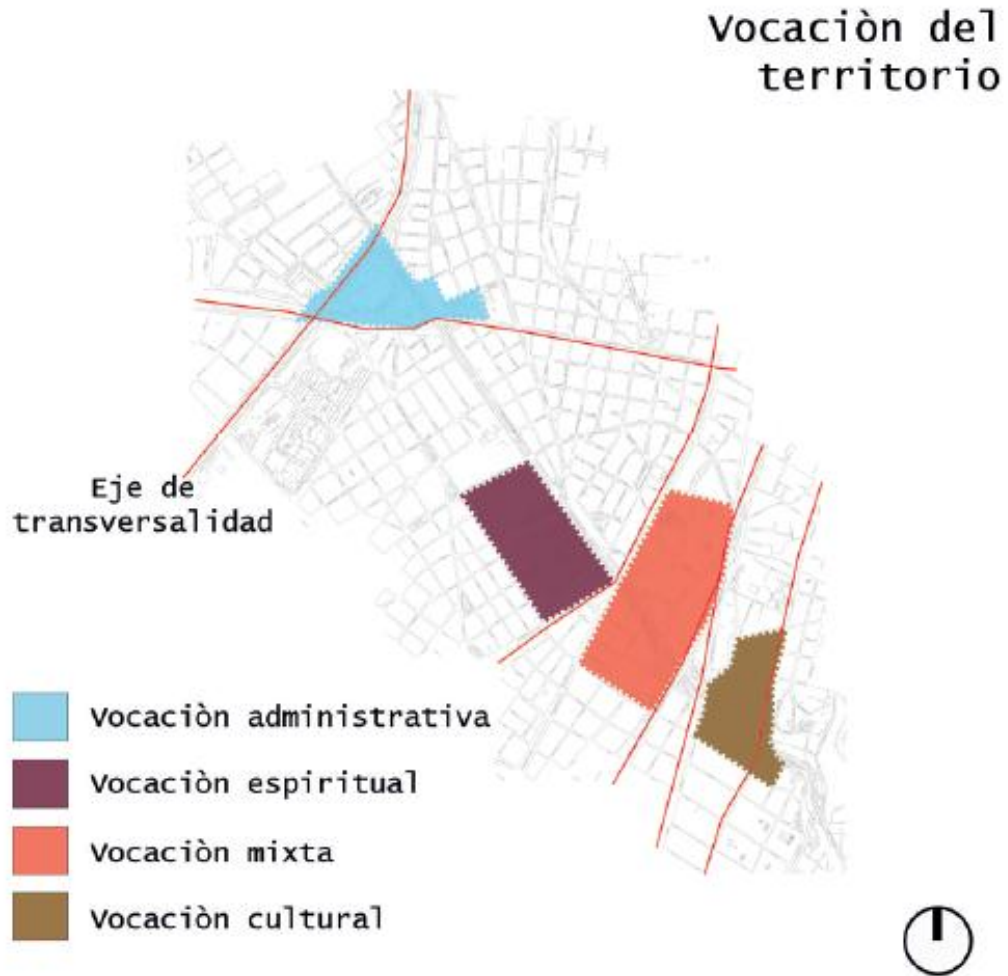 Vocaciòn del
territorio
Eje de
transversalidad
Vocaciòn administrativa
Vocaciòn espiritual
Vocaciòn mixta
Vocaciòn cultural